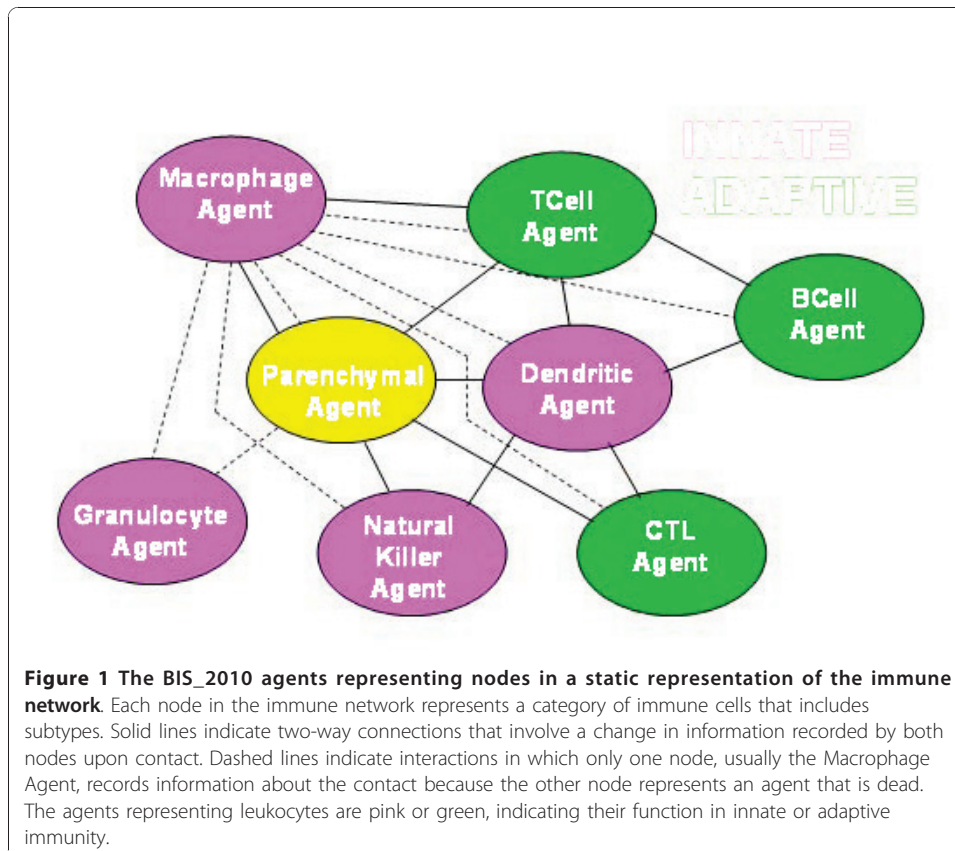 INNATE
ADAPTIVE
Macrophage
Agent
TCell
Agent
BCell
Agent
Parenchymal
Agent
Dendritic
Agent
Granulocyte
Agent
Natural
Killer
Agent
CTL
Agent
Figure 1 The BIS_2010 agents representing nodes in a static representation of the immune
network. Each node in the immune network represents a category of immune cells that includes
subtypes. Solid lines indicate two-way connections that involve a change in information recorded by both
nodes upon contact. Dashed lines indicate interactions in which only one node, usually the Macrophage
Agent, records information about the contact because the other node represents an agent that is dead.
The agents representing leukocytes are pink or green, indicating their function in innate or adaptive
immunity.